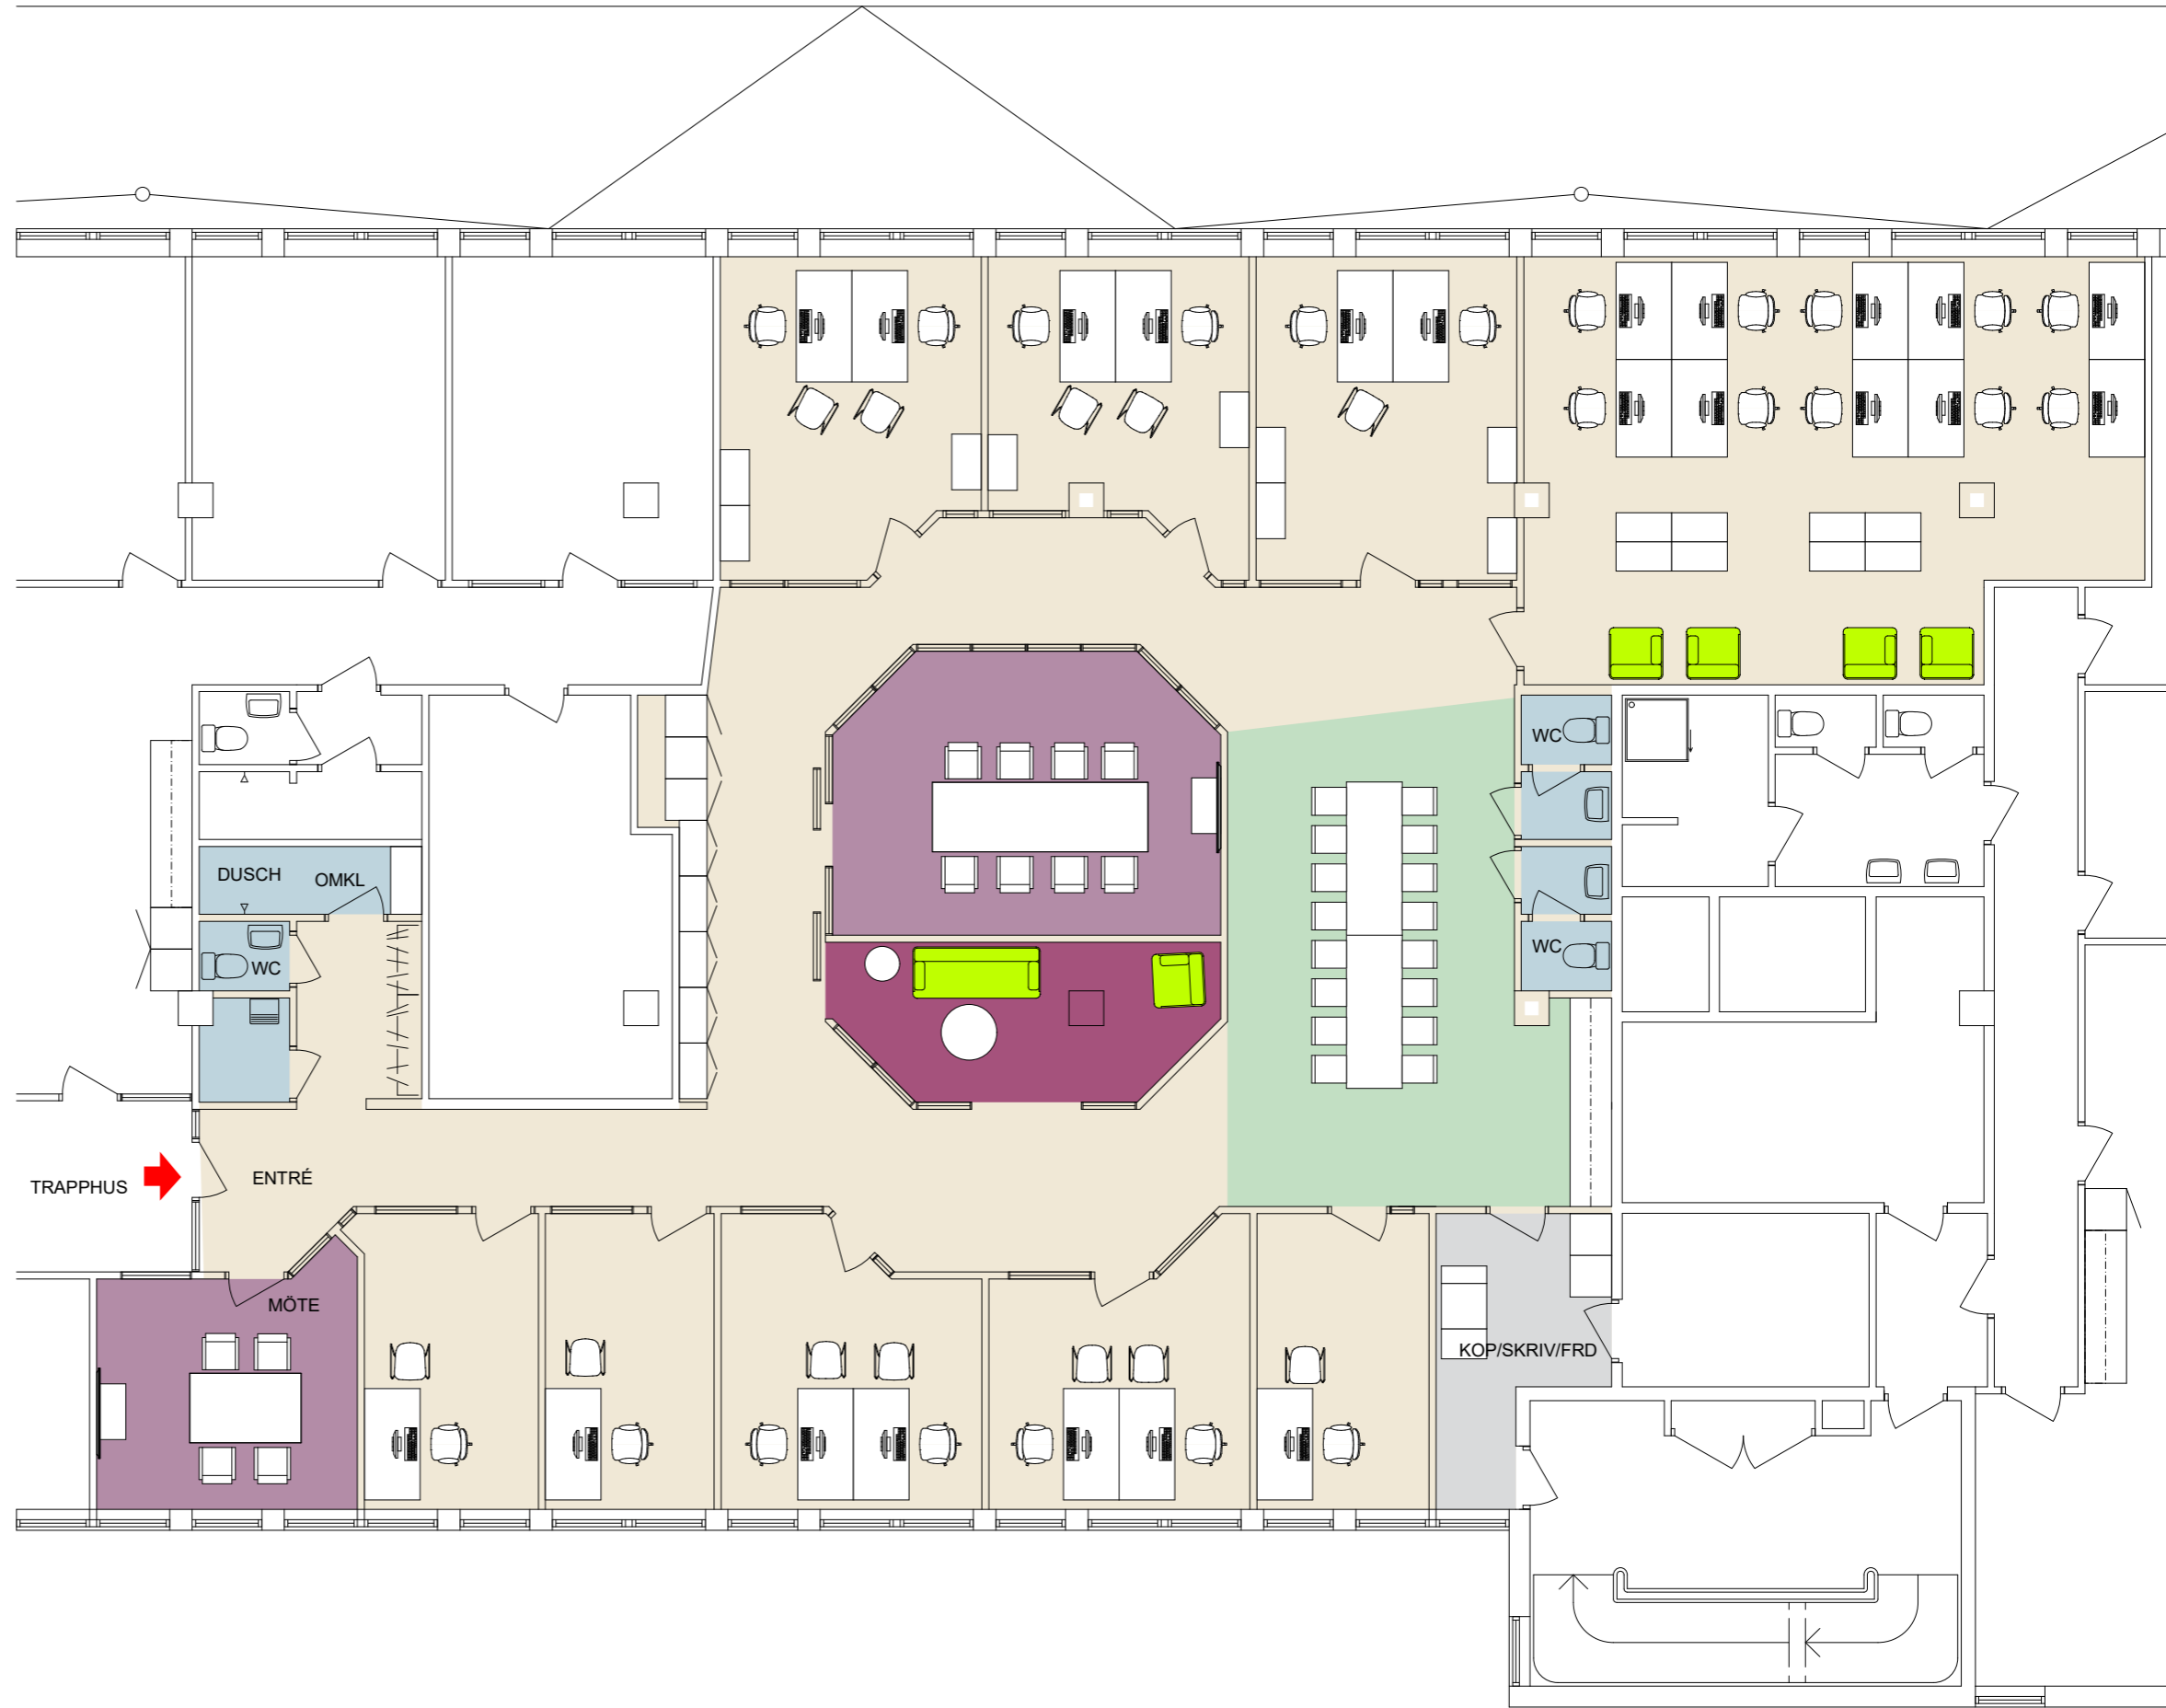 WC
DUSCH
OMKL
WC
WC
TRAPPHUS
ENTRÉ
MÖTE
KOP/SKRIV/FRD